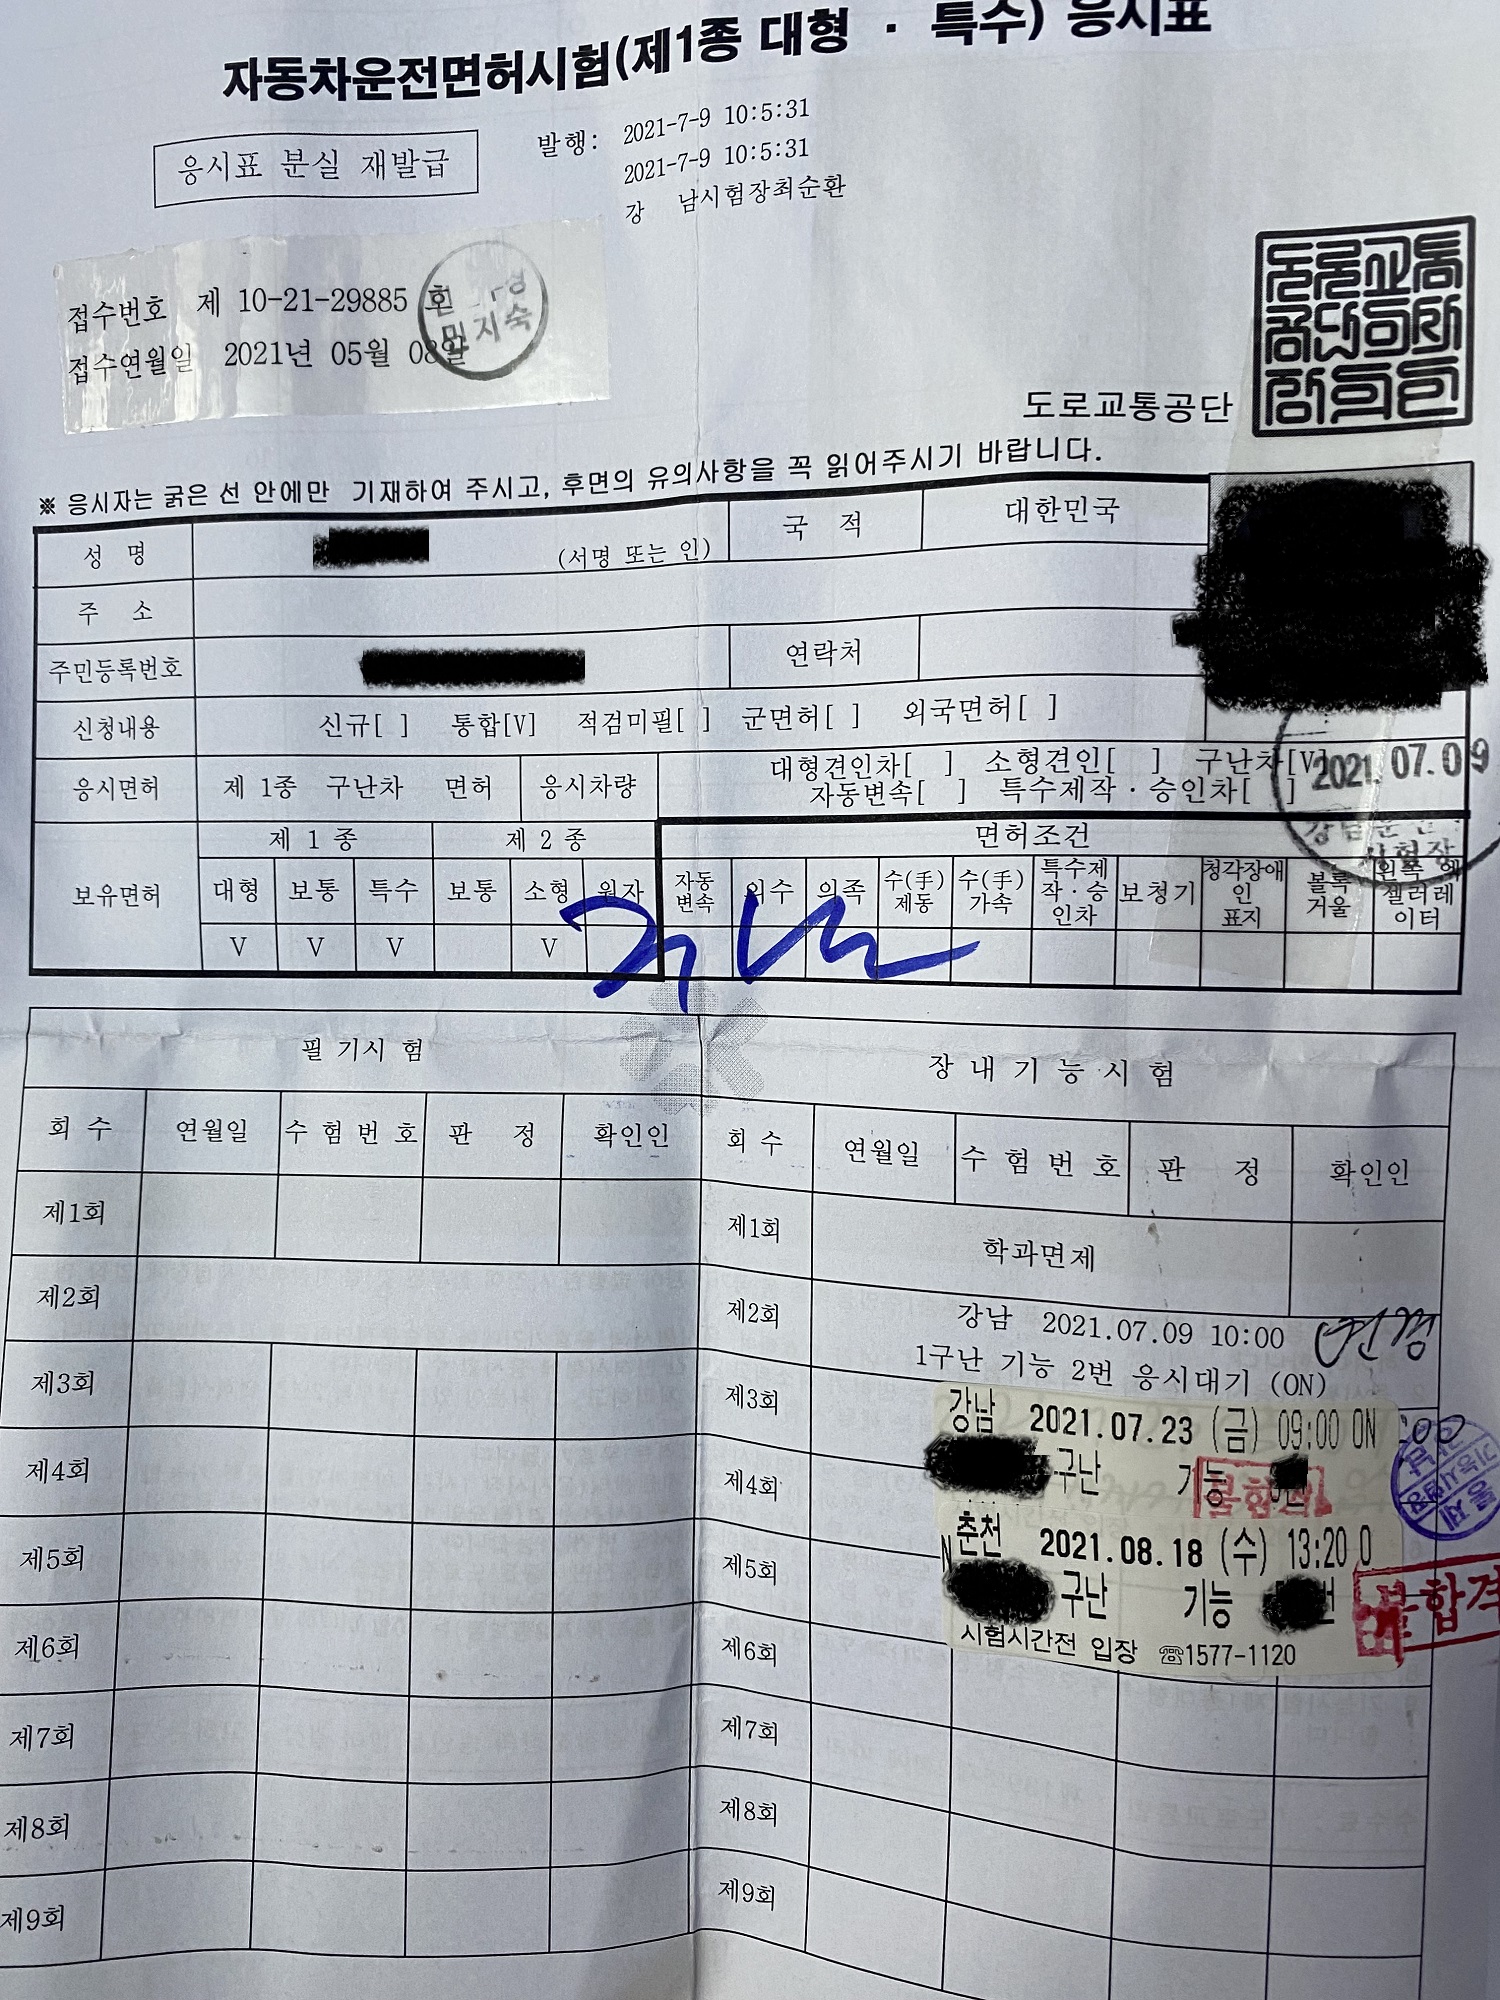 자동차운전면허시험(제1종 대형 · 특수) 응시표
응시표 분실 재발급
발행: 2021-7-9 10:5:31
2021-7-9 10:5:31
강 남시험장최순환
접수번호 제 10-21-29885
민지숙
접수연월일 2021년 05월 08일
도로교통공단
※ 응시자는 굵은 선 안에만 기재하여 주시고, 후면의 유의사항을 꼭 읽어주시기 바랍니다.
성 명 (서명 또는 인) 국 적 대한민국
주 소
주민등록번호 연락처
신청내용 신규[ ] 통합[V] 적검미필[ ] 군면허[ ] 외국면허[ ]
응시면허 제 1종 구난차 면허 응시차량 대형견인차[ ] 소형견인[ ] 구난차[V]
자동변속[ ] 특수제작·승인차[ ]
2021. 07. 09
보유면허 제 1 종 제 2 종 면허조건
대형 보통 특수 보통 소형 원자 자동변속 의수 의족 수(手)제동 수(手)가속 특수제작·승인차 보청기 청각장애인표지 볼록거울 왼쪽 액셀러레이터
V V V V
필 기 시 험 장 내 기 능 시 험
회 수 연월일 수 험 번 호 판 정 확인인 회 수 연월일 수 험 번 호 판 정 확인인
제1회 제1회 학과면제
제2회 제2회 강남 2021.07.09 10:00 변경
1구난 기능 2번 응시대기 (ON)
제3회 제3회 강남 2021.07.23 (금) 09:00 ON :00
제4회 제4회 구난 기능 불합격
제5회 제5회 춘천 2021.08.18 (수) 13:20 0
N 구난 기능 불합격
제6회 제6회 시험시간전 입장 ☏1577-1120
제7회 제7회
제8회 제8회
제9회 제9회